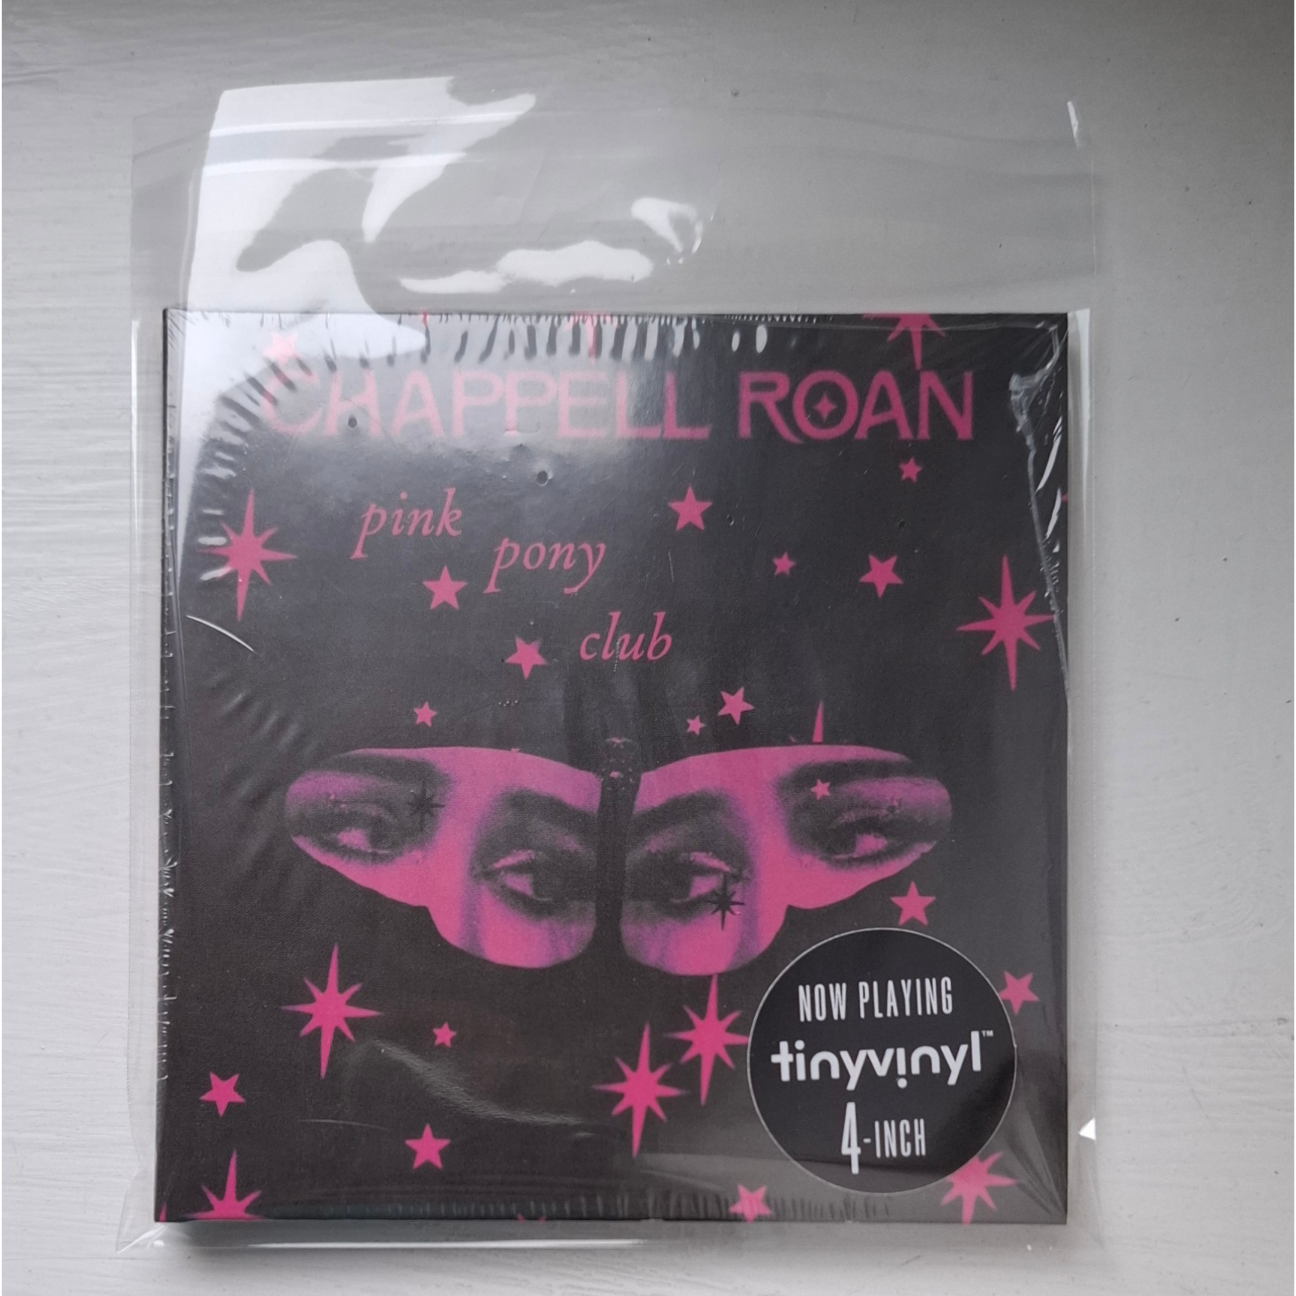 CHAPPELL ROAN
pink
pony
club
NOW PLAYING
tinyvinyl™
4-INCH